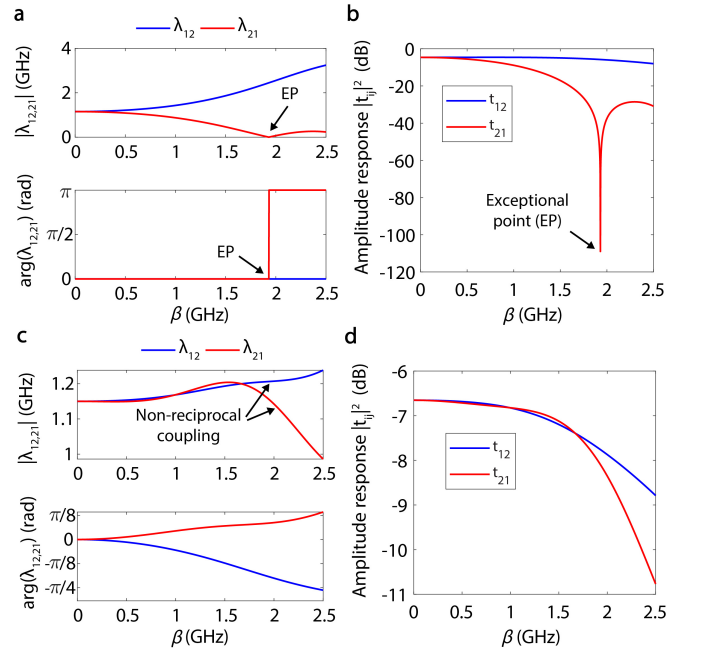 a
λ₁₂ λ₂₁
|λ₁₂,₂₁| (GHz)
4
2
0
EP
0 0.5 1 1.5 2 2.5
arg(λ₁₂,₂₁) (rad)
π
π/2
0
EP
0 0.5 1 1.5 2 2.5
β (GHz)
b
Amplitude response |tᵢⱼ|² (dB)
0
-20
-40
-60
-80
-100
-120
t₁₂
t₂₁
Exceptional
point (EP)
0 0.5 1 1.5 2 2.5
β (GHz)
c
λ₁₂ λ₂₁
|λ₁₂,₂₁| (GHz)
1.2
1.1
1
Non-reciprocal
coupling
0 0.5 1 1.5 2 2.5
arg(λ₁₂,₂₁) (rad)
π/8
0
-π/8
-π/4
0 0.5 1 1.5 2 2.5
β (GHz)
d
Amplitude response |tᵢⱼ|² (dB)
-6
-7
-8
-9
-10
-11
t₁₂
t₂₁
0 0.5 1 1.5 2 2.5
β (GHz)